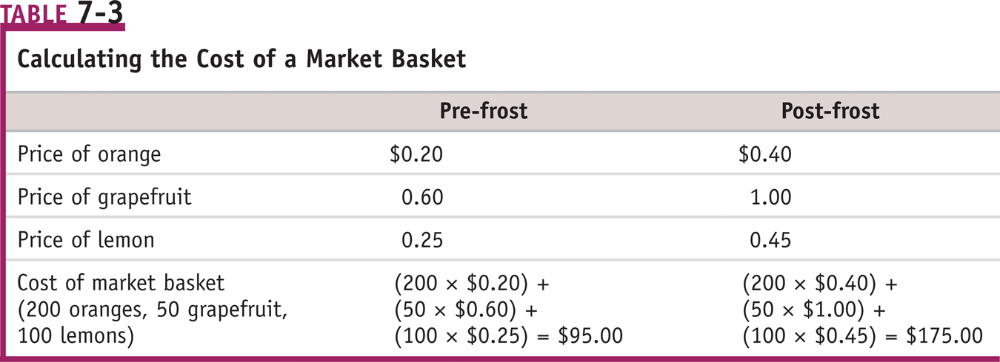 TABLE 7-3
Calculating the Cost of a Market Basket
Pre-frost Post-frost
Price of orange $0.20 $0.40
Price of grapefruit 0.60 1.00
Price of lemon 0.25 0.45
Cost of market basket (200 × $0.20) + (200 × $0.40) +
(200 oranges, 50 grapefruit, (50 × $0.60) + (50 × $1.00) +
100 lemons) (100 × $0.25) = $95.00 (100 × $0.45) = $175.00